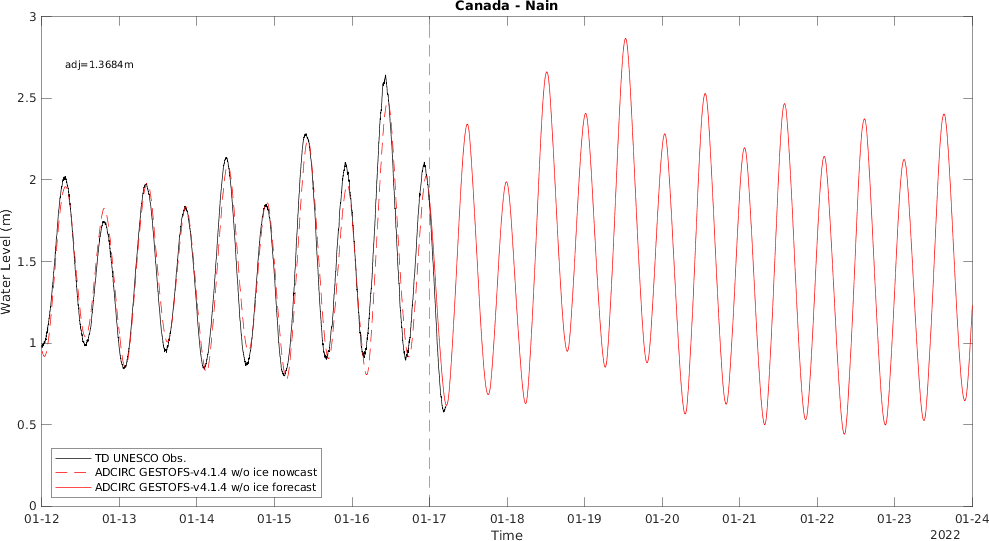 Canada - Nain
adj=1.3684m
Water Level (m)
3
2.5
2
1.5
1
0.5
0
TD UNESCO Obs.
ADCIRC GESTOFS-v4.1.4 w/o ice nowcast
ADCIRC GESTOFS-v4.1.4 w/o ice forecast
01-12 01-13 01-14 01-15 01-16 01-17 01-18 01-19 01-20 01-21 01-22 01-23 01-24
Time
2022